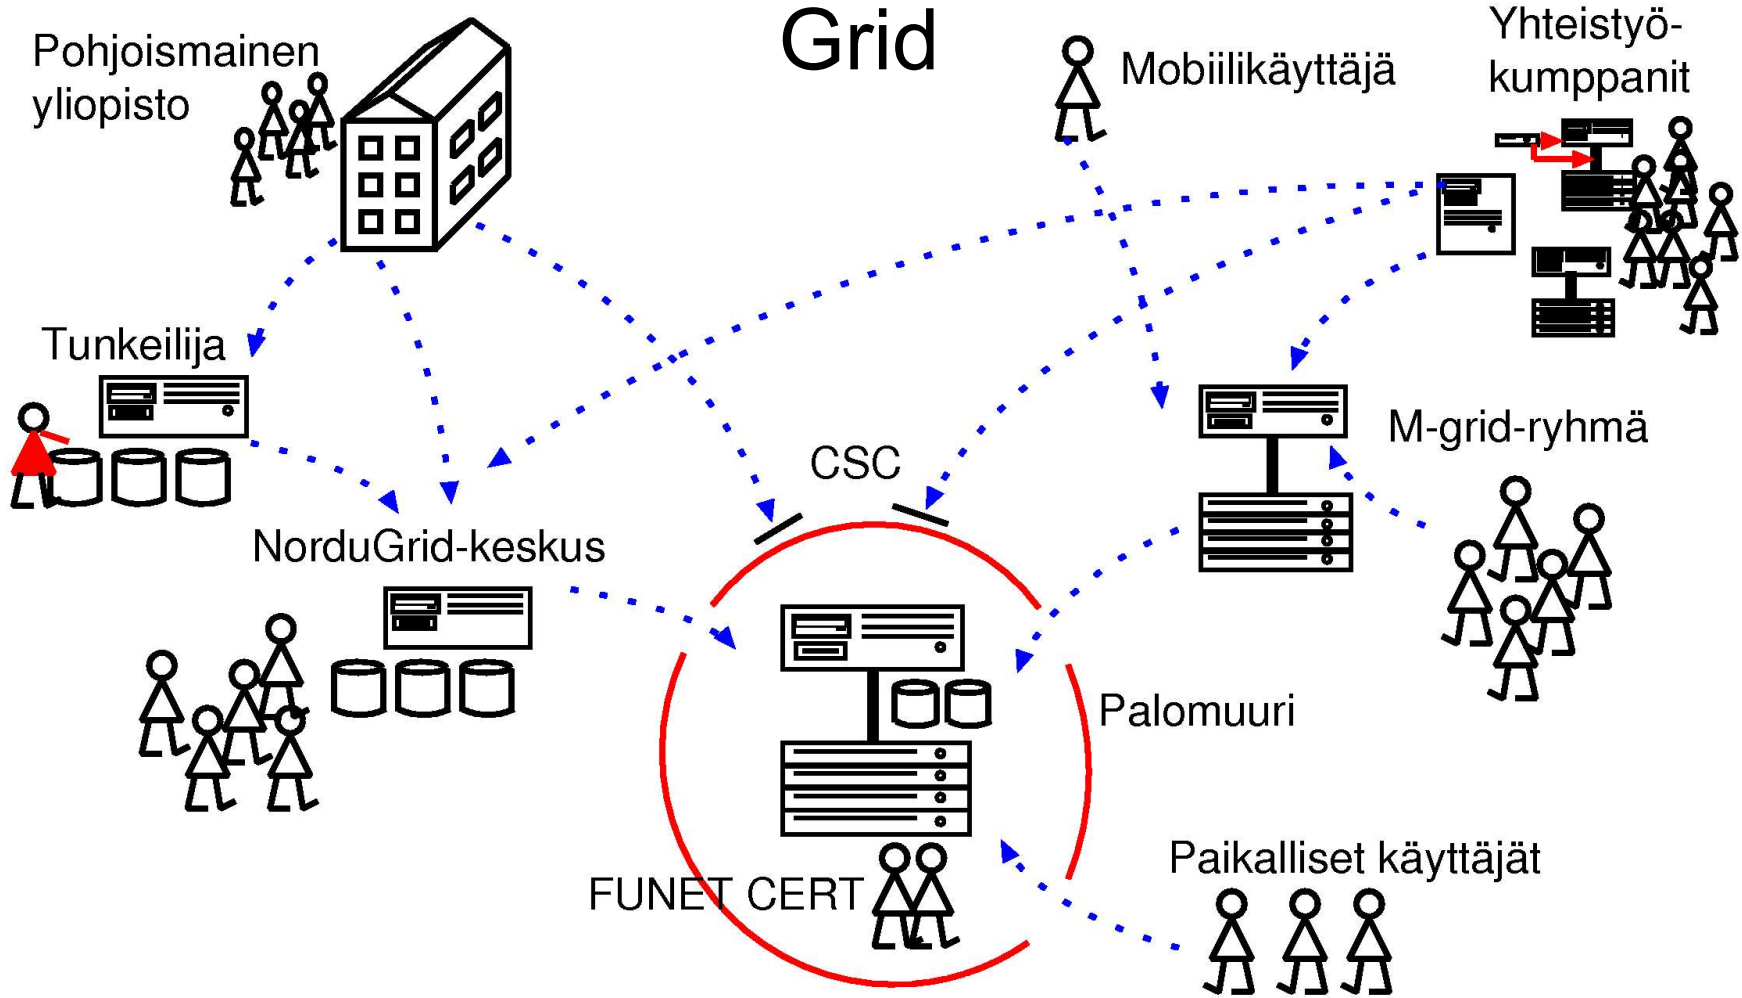 Grid
Pohjoismainen
yliopisto
Mobiilikäyttäjä
Yhteistyö-
kumppanit
Tunkeilija
M-grid-ryhmä
CSC
NorduGrid-keskus
Palomuuri
FUNET CERT
Paikalliset käyttäjät